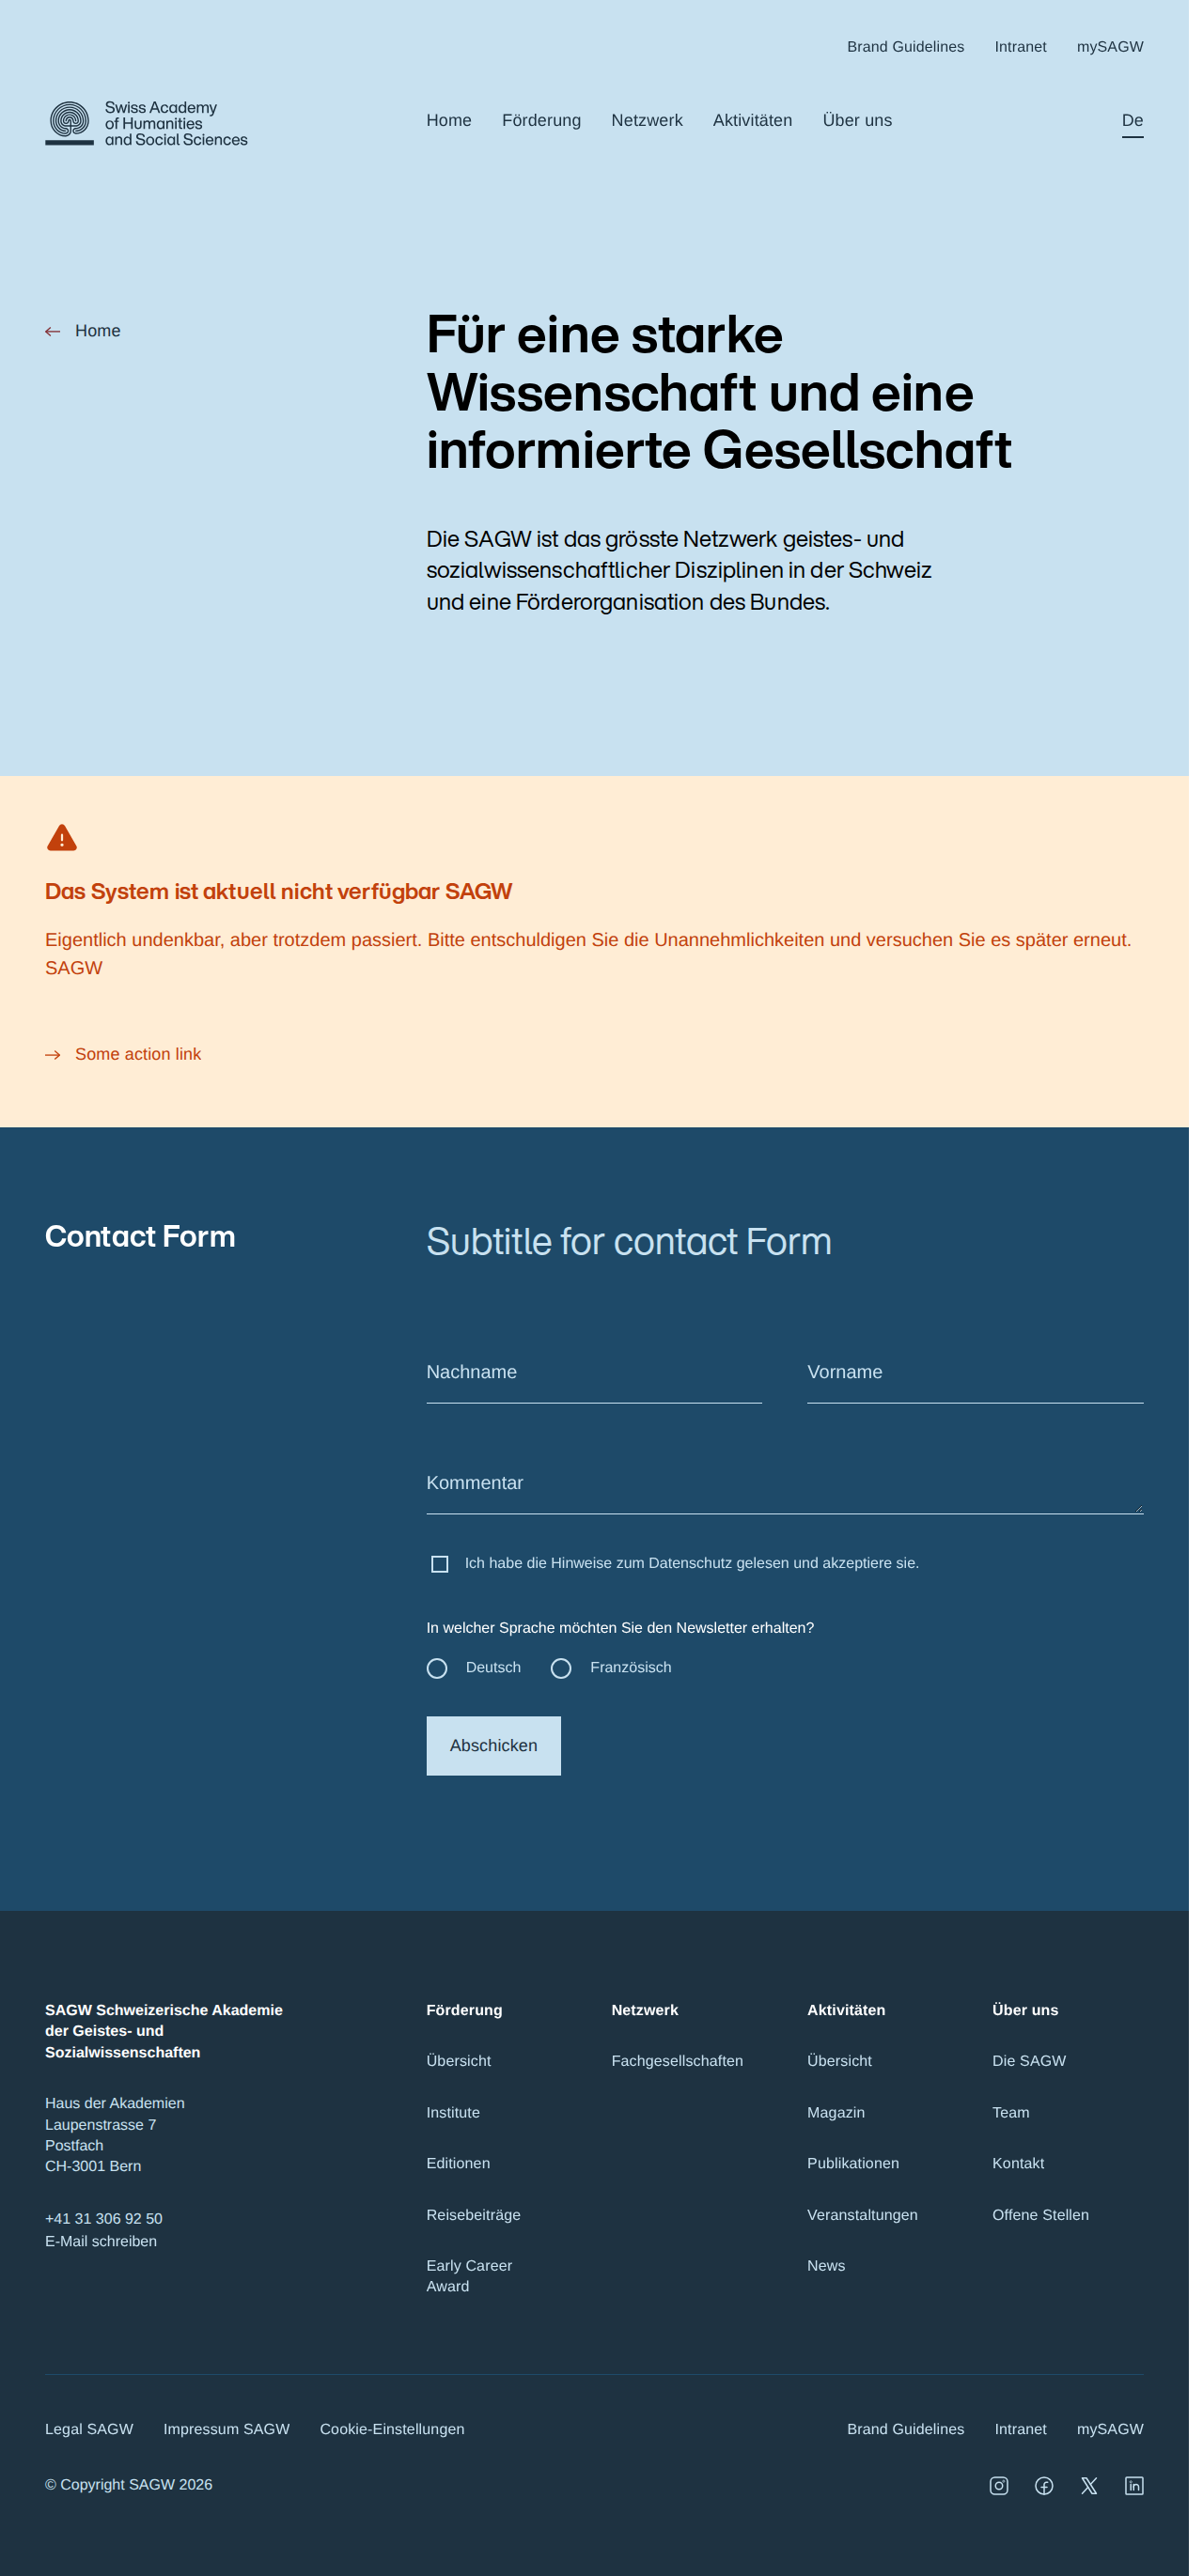 Brand Guidelines Intranet mySAGW
Swiss Academy
of Humanities
and Social Sciences
Home Förderung Netzwerk Aktivitäten Über uns De
Home
Für eine starke
Wissenschaft und eine
informierte Gesellschaft
Die SAGW ist das grösste Netzwerk geistes- und
sozialwissenschaftlicher Disziplinen in der Schweiz
und eine Förderorganisation des Bundes.
Das System ist aktuell nicht verfügbar SAGW
Eigentlich undenkbar, aber trotzdem passiert. Bitte entschuldigen Sie die Unannehmlichkeiten und versuchen Sie es später erneut.
SAGW
Some action link
Contact Form
Subtitle for contact Form
Nachname Vorname
Kommentar
Ich habe die Hinweise zum Datenschutz gelesen und akzeptiere sie.
In welcher Sprache möchten Sie den Newsletter erhalten?
Deutsch Französisch
Abschicken
SAGW Schweizerische Akademie
der Geistes- und
Sozialwissenschaften
Haus der Akademien
Laupenstrasse 7
Postfach
CH-3001 Bern
+41 31 306 92 50
E-Mail schreiben
Förderung
Übersicht
Institute
Editionen
Reisebeiträge
Early Career
Award
Netzwerk
Fachgesellschaften
Aktivitäten
Übersicht
Magazin
Publikationen
Veranstaltungen
News
Über uns
Die SAGW
Team
Kontakt
Offene Stellen
Legal SAGW Impressum SAGW Cookie-Einstellungen
Brand Guidelines Intranet mySAGW
© Copyright SAGW 2026